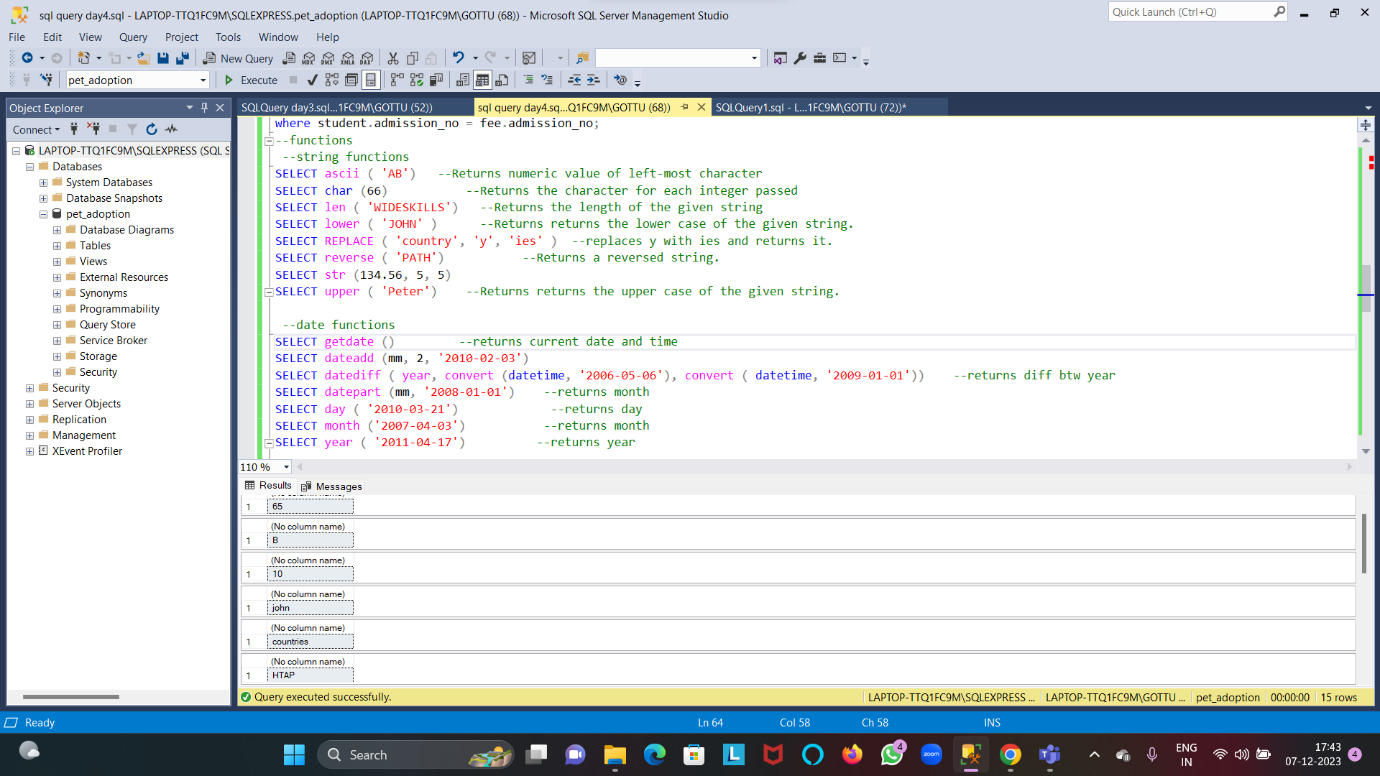 sql query day4.sql - LAPTOP-TTQ1FC9M\SQLEXPRESS.pet_adoption (LAPTOP-TTQ1FC9M\GOTTU (68)) - Microsoft SQL Server Management Studio
Quick Launch (Ctrl+Q)
File Edit View Query Project Tools Window Help
New Query
pet_adoption Execute
Object Explorer
SQLQuery day3.sql...1FC9M\GOTTU (52)) sql query day4.sq...Q1FC9M\GOTTU (68)) SQLQuery1.sql - L...1FC9M\GOTTU (72))*
Connect
LAPTOP-TTQ1FC9M\SQLEXPRESS (SQL S
Databases
System Databases
Database Snapshots
pet_adoption
Database Diagrams
Tables
Views
External Resources
Synonyms
Programmability
Query Store
Service Broker
Storage
Security
Security
Server Objects
Replication
Management
XEvent Profiler
where student.admission_no = fee.admission_no;
--functions
--string functions
SELECT ascii ( 'AB') --Returns numeric value of left-most character
SELECT char (66) --Returns the character for each integer passed
SELECT len ( 'WIDESKILLS') --Returns the length of the given string
SELECT lower ( 'JOHN' ) --Returns returns the lower case of the given string.
SELECT REPLACE ( 'country', 'y', 'ies' ) --replaces y with ies and returns it.
SELECT reverse ( 'PATH') --Returns a reversed string.
SELECT str (134.56, 5, 5)
SELECT upper ( 'Peter') --Returns returns the upper case of the given string.
--date functions
SELECT getdate () --returns current date and time
SELECT dateadd (mm, 2, '2010-02-03')
SELECT datediff ( year, convert (datetime, '2006-05-06'), convert ( datetime, '2009-01-01')) --returns diff btw year
SELECT datepart (mm, '2008-01-01') --returns month
SELECT day ( '2010-03-21') --returns day
SELECT month ('2007-04-03') --returns month
SELECT year ( '2011-04-17') --returns year
110 %
Results Messages
(No column name)
1 65
(No column name)
1 B
(No column name)
1 10
(No column name)
1 john
(No column name)
1 countries
(No column name)
1 HTAP
Query executed successfully. LAPTOP-TTQ1FC9M\SQLEXPRESS ... LAPTOP-TTQ1FC9M\GOTTU ... pet_adoption 00:00:00 15 rows
Ready Ln 64 Col 58 Ch 58 INS
Search
L
4
zoom
ENG
IN
17:43
07-12-2023
4